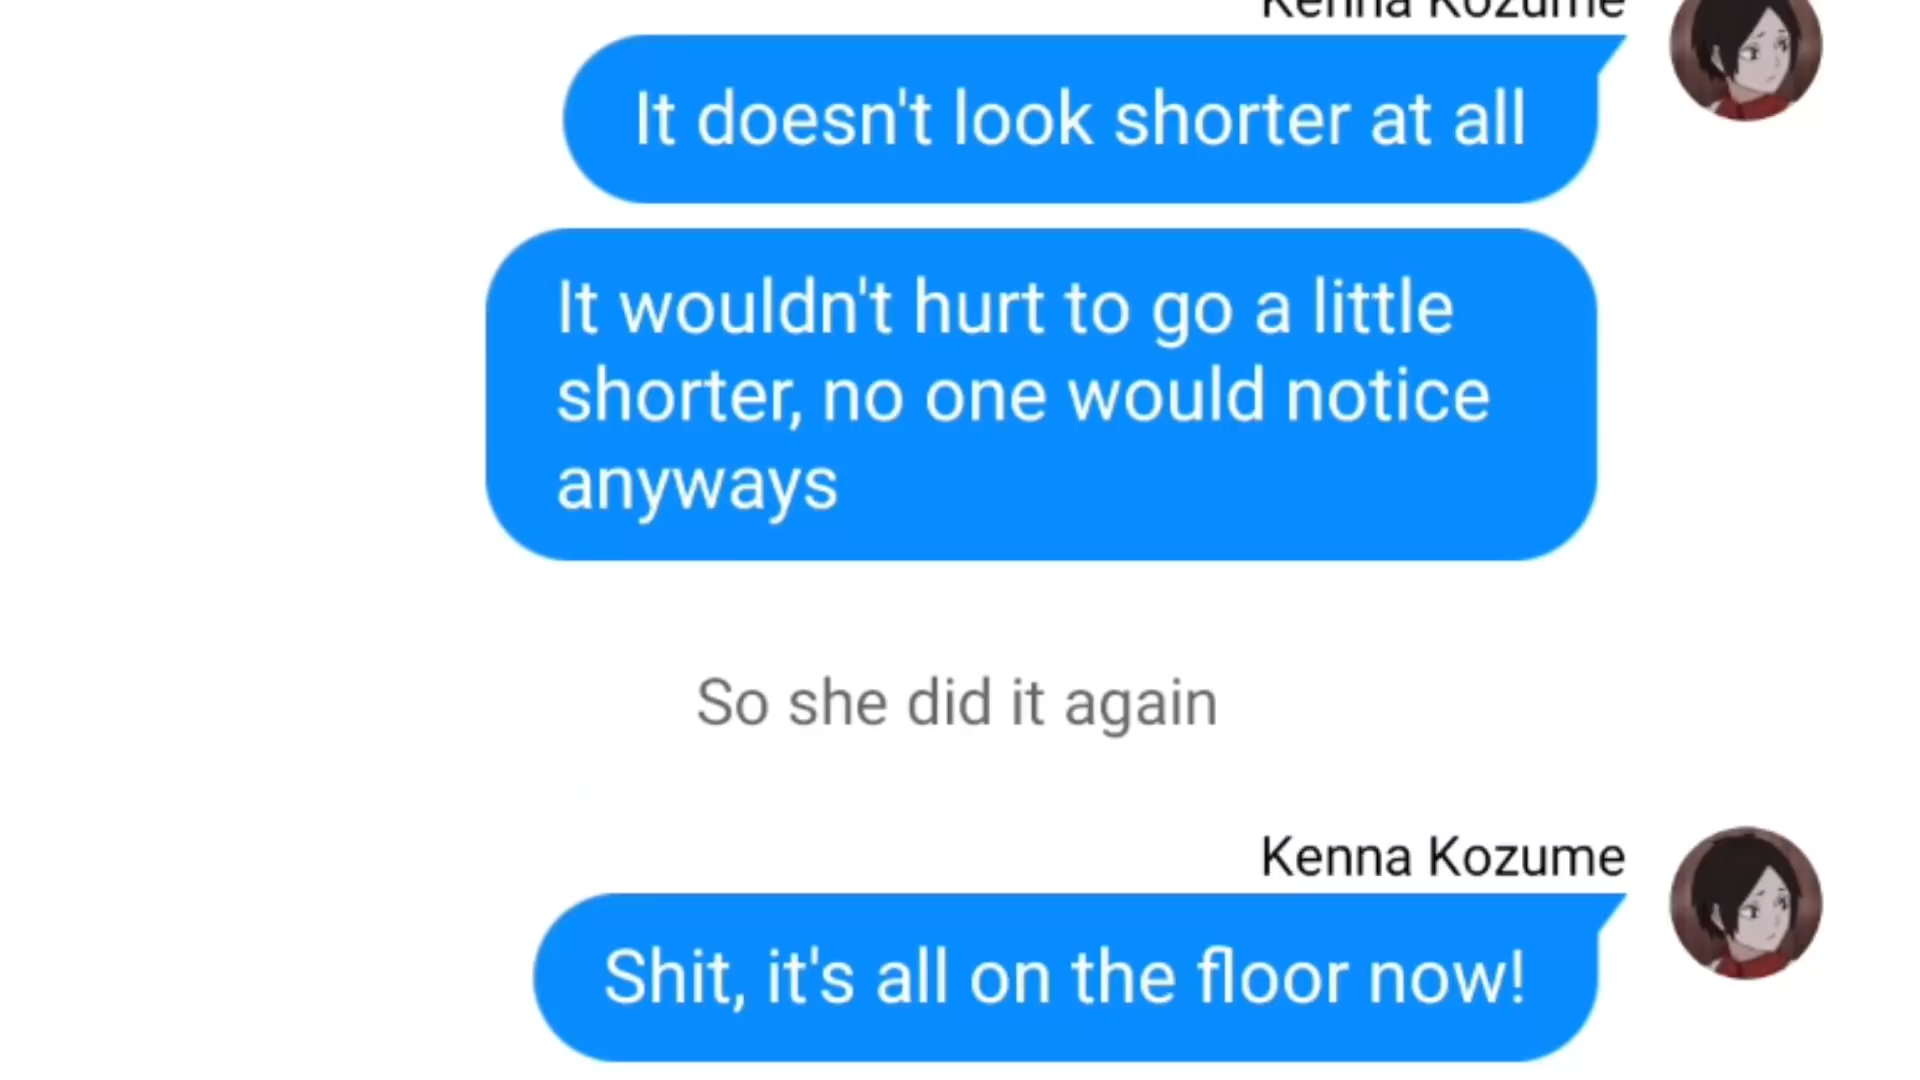 Kenna Kozume
It doesn't look shorter at all
It wouldn't hurt to go a little
shorter, no one would notice
anyways
So she did it again
Kenna Kozume
Shit, it's all on the floor now!